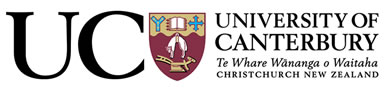 UC
UNIVERSITY OF
CANTERBURY
Te Whare Wānanga o Waitaha
CHRISTCHURCH NEW ZEALAND